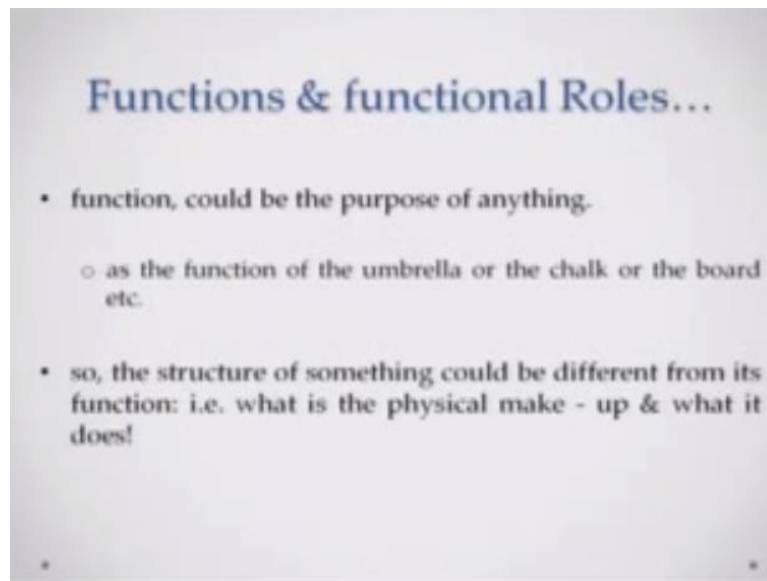 Functions & functional Roles...
• function, could be the purpose of anything.
o as the function of the umbrella or the chalk or the board
etc.
• so, the structure of something could be different from its
function: i.e. what is the physical make - up & what it
does!